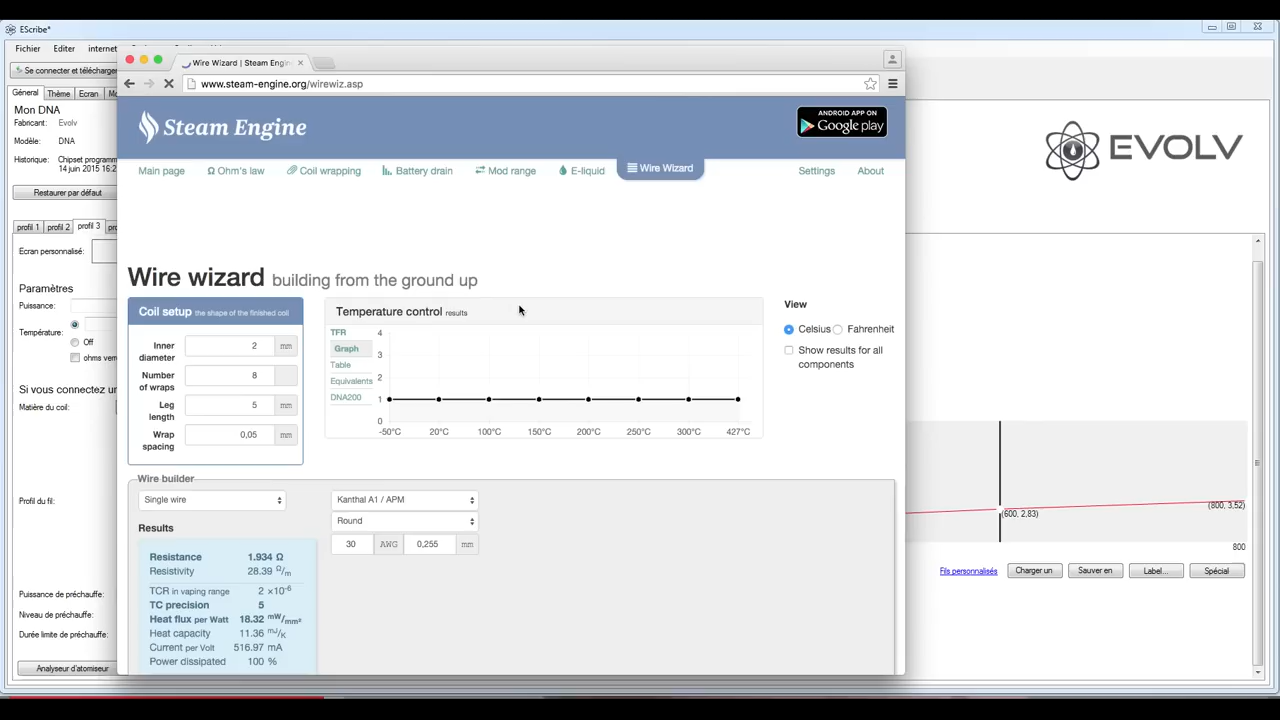 EScribe*
Fichier Editer internet
Se connecter et télécharger
Général Thème Ecran
Mon DNA
Fabricant: Evolv
Modèle: DNA
Historique: Chipset programm
14 juin 2015 16:2
Restaurer par défaut
profil 1 profil 2 profil 3
Ecran personnalisé:
Paramètres
Puissance:
Température:
Off
ohms verr
Si vous connectez un
Matière du coil:
Profil du fil:
Puissance de préchauffe:
Niveau de préchauffe:
Durée limite de préchauffe:
Analyseur d'atomiseur
Wire Wizard | Steam Engin
www.steam-engine.org/wirewiz.asp
Steam Engine
ANDROID APP ON
Google play
Main page Ω Ohm's law Coil wrapping Battery drain Mod range E-liquid Wire Wizard Settings About
Wire wizard building from the ground up
Coil setup the shape of the finished coil
Inner diameter 2 mm
Number of wraps 8
Leg length 5 mm
Wrap spacing 0,05 mm
Temperature control results
TFR
Graph
Table
Equivalents
DNA200
4
3
2
1
0
-50°C 20°C 100°C 150°C 200°C 250°C 300°C 427°C
View
Celsius Fahrenheit
Show results for all
components
Wire builder
Single wire
Kanthal A1 / APM
Round
30 AWG 0,255 mm
Results
Resistance 1.934 Ω
Resistivity 28.39 Ω/m
TCR in vaping range 2 ×10-6
TC precision 5
Heat flux per Watt 18.32 mW/mm²
Heat capacity 11.36 mJ/K
Current per Volt 516.97 mA
Power dissipated 100 %
EVOLV
(600, 2,83)
(800, 3,52)
800
Fils personnalisés Charger un Sauver en Label... Spécial